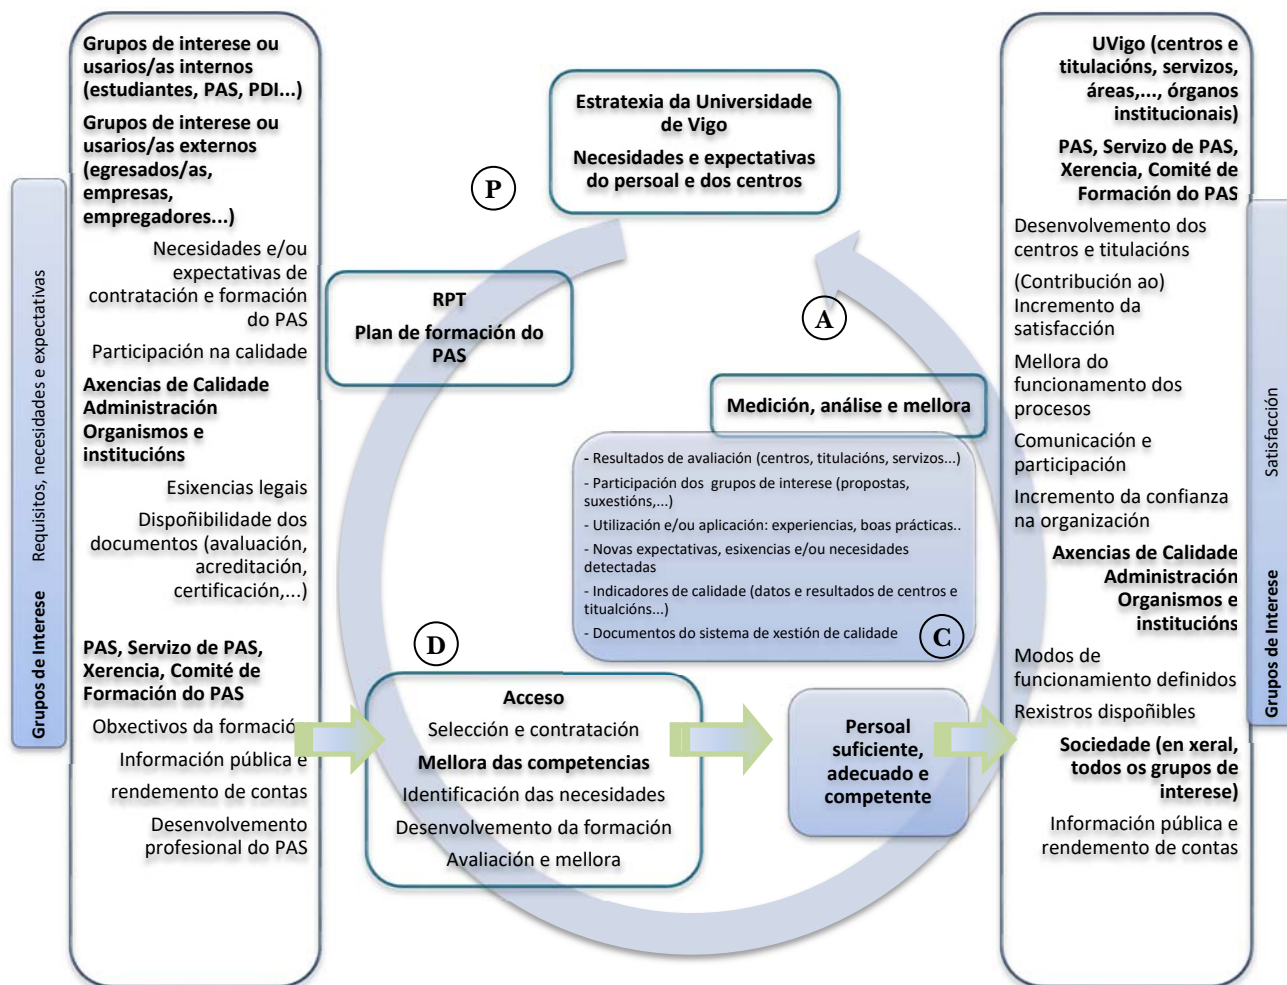 Grupos de Interese Requisitos, necesidades e expectativas
Grupos de interese ou
usarios/as internos
(estudiantes, PAS, PDI...)
Grupos de interese ou
usarios/as externos
(egresados/as,
empresas,
empregadores...)
Necesidades e/ou
expectativas de
contratación e formación
do PAS
Participación na calidade
Axencias de Calidade
Administración
Organismos e
institucións
Esixencias legais
Dispoñibilidade dos
documentos (avaluación,
acreditación,
certificación,...)
PAS, Servizo de PAS,
Xerencia, Comité de
Formación do PAS
Obxectivos da formació
Información pública e
rendemento de contas
Desenvolvemento
profesional do PAS
Estratexia da Universidade
de Vigo
Necesidades e expectativas
do persoal e dos centros
P
RPT
Plan de formación do
PAS
A
Medición, análise e mellora
- Resultados de avaliación (centros, titulacións, servizos...)
- Participación dos grupos de interese (propostas,
suxestións,...)
- Utilización e/ou aplicación: experiencias, boas prácticas..
- Novas expectativas, esixencias e/ou necesidades
detectadas
- Indicadores de calidade (datos e resultados de centros e
titualcións...)
- Documentos do sistema de xestión de calidade
C
D
Acceso
Selección e contratación
Mellora das competencias
Identificación das necesidades
Desenvolvemento da formación
Avaliación e mellora
Persoal
suficiente,
adecuado e
competente
UVigo (centros e
titulacións, servizos,
áreas,..., órganos
institucionais)
PAS, Servizo de PAS,
Xerencia, Comité de
Formación do PAS
Desenvolvemento dos
centros e titulacións
(Contribución ao)
Incremento da
satisfacción
Mellora do
funcionamento dos
procesos
Comunicación e
participación
Incremento da confianza
na organización
Axencias de Calidade
Administración
Organismos e
institucións
Modos de
funcionamiento definidos
Rexistros dispoñibles
Sociedade (en xeral,
todos os grupos de
interese)
Información pública e
rendemento de contas
Grupos de Interese Satisfacción